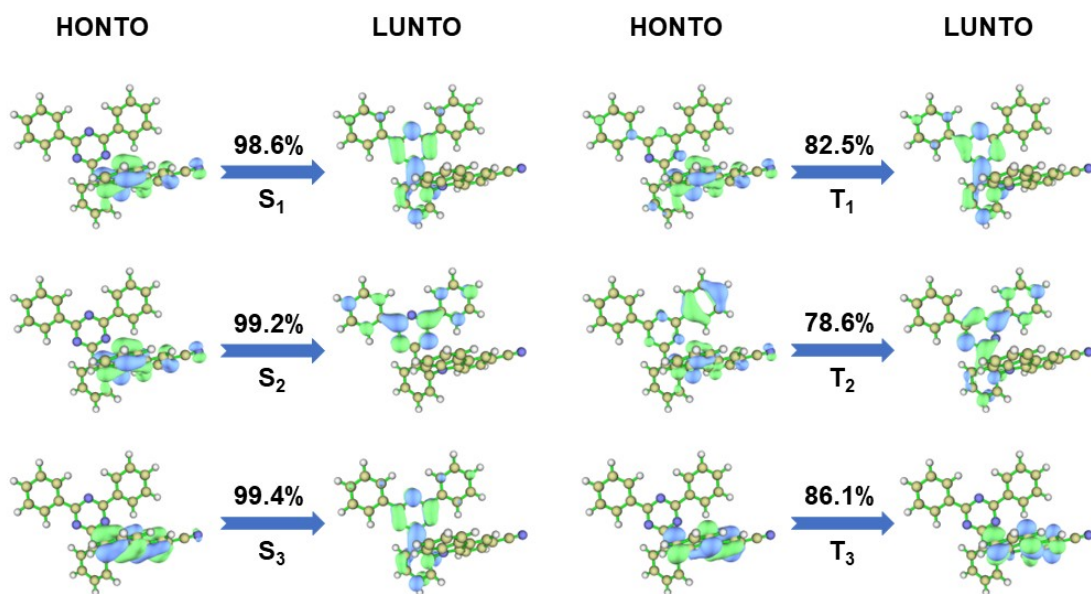 HONTO LUNTO HONTO LUNTO
98.6% 82.5%
S₁ T₁
99.2% 78.6%
S₂ T₂
99.4% 86.1%
S₃ T₃